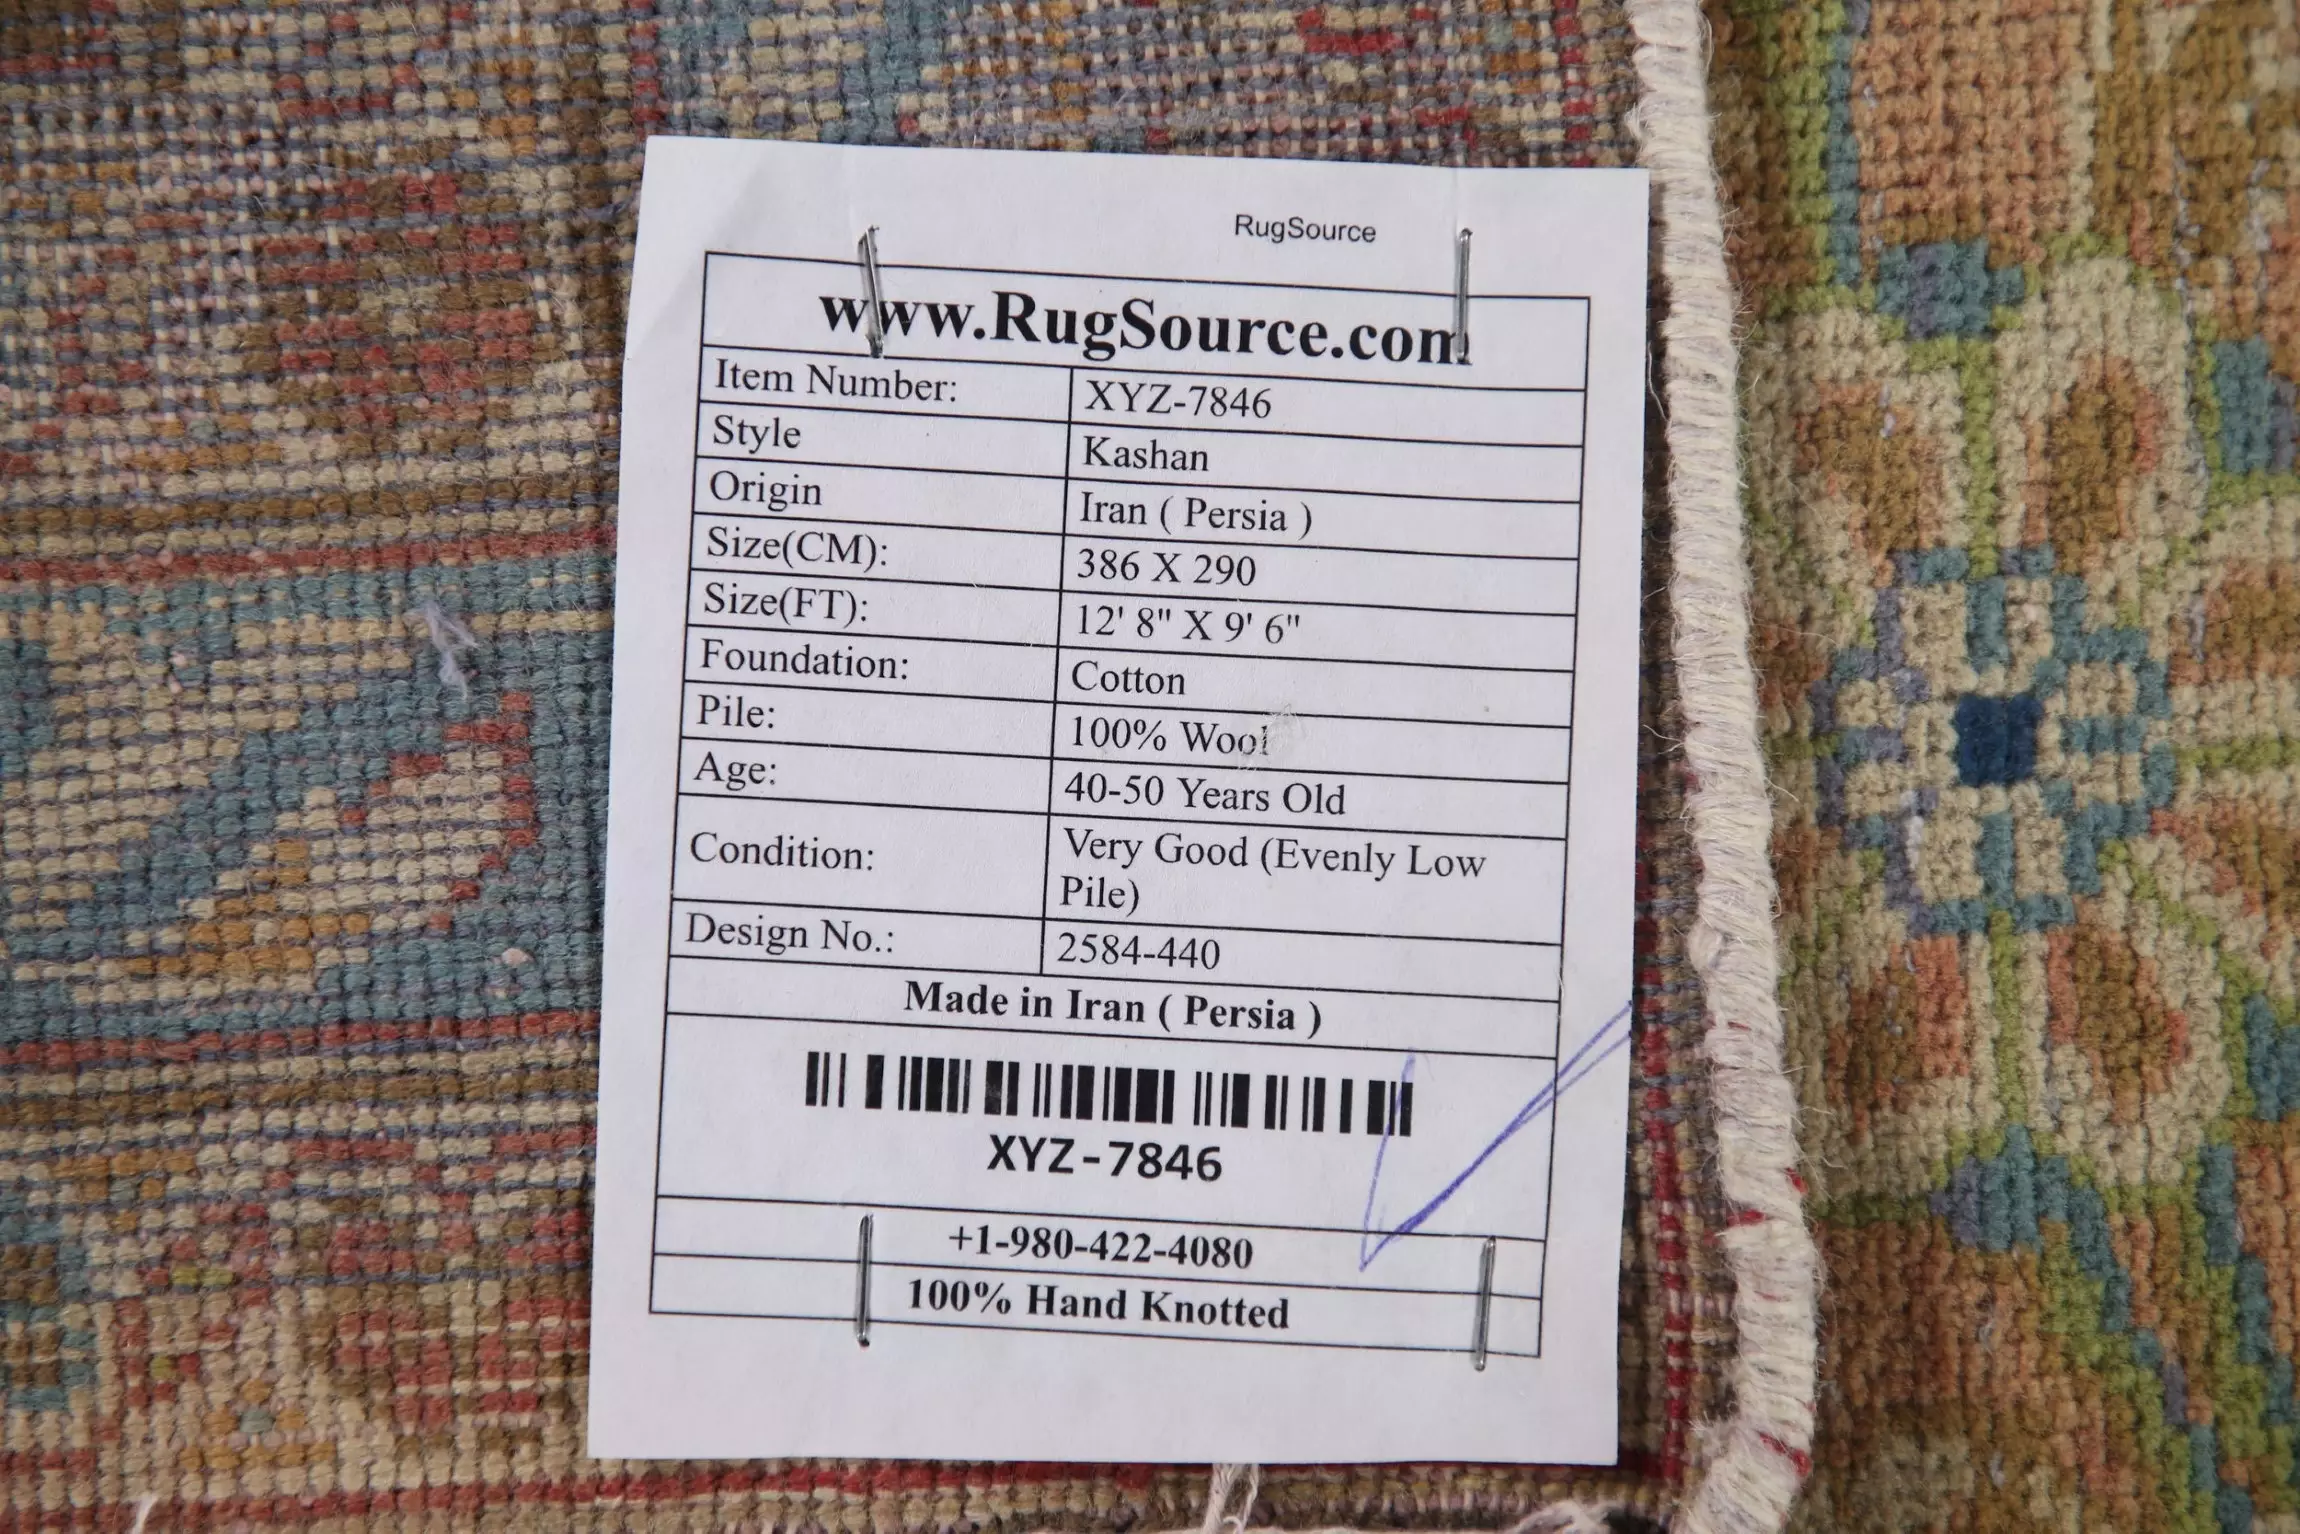 RugSource
www.RugSource.com
Item Number: XYZ-7846
Style Kashan
Origin Iran ( Persia )
Size(CM): 386 X 290
Size(FT): 12' 8" X 9' 6"
Foundation: Cotton
Pile: 100% Wool
Age: 40-50 Years Old
Condition: Very Good (Evenly Low
Pile)
Design No.: 2584-440
Made in Iran ( Persia )
XYZ-7846
+1-980-422-4080
100% Hand Knotted